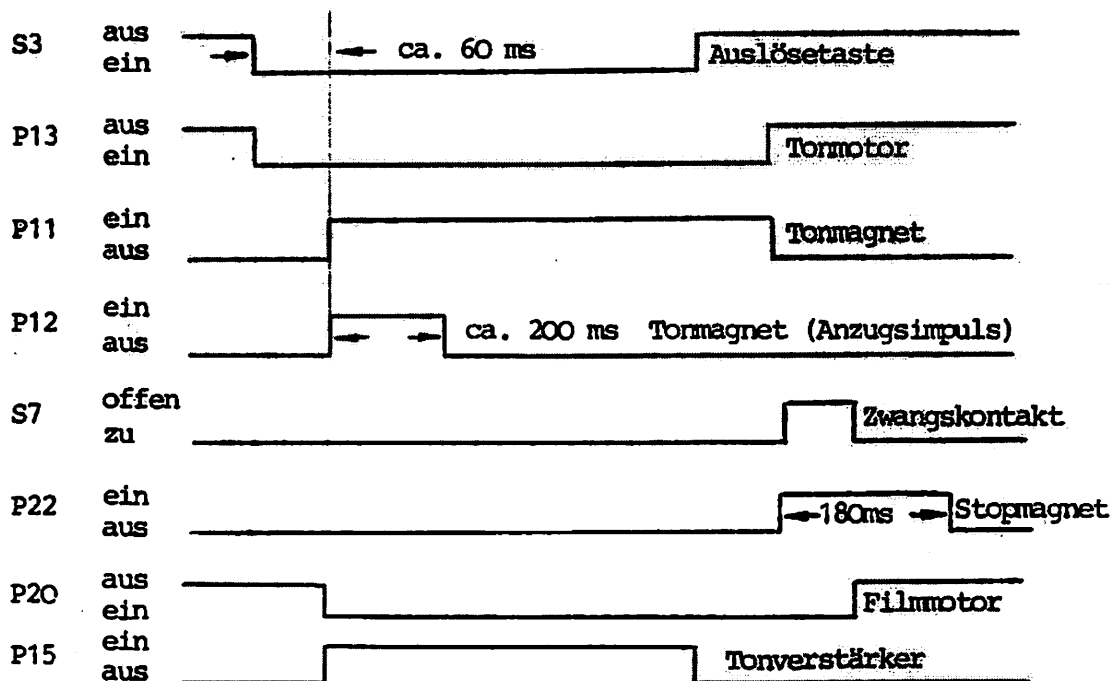 S3 aus ca. 60 ms Auslösetaste
ein
P13 aus
ein Tonmotor
P11 ein Tonmagnet
aus
P12 ein
aus ca. 200 ms Tonmagnet (Anzugsimpuls)
S7 offen Zwangskontakt
zu
P22 ein
aus 180ms Stopmagnet
P20 aus
ein Filmmotor
P15 ein
aus Tonverstärker